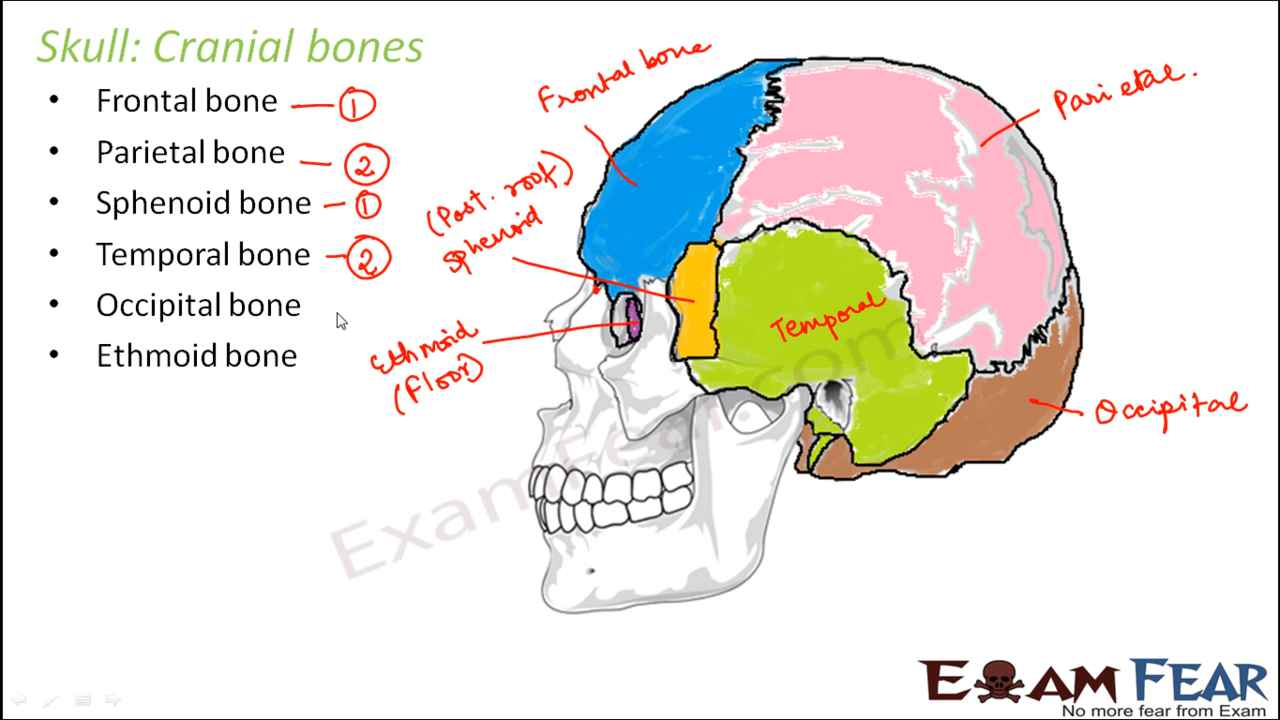 Skull: Cranial bones
• Frontal bone — ①
• Parietal bone — ②
• Sphenoid bone — ①
• Temporal bone — ②
• Occipital bone
• Ethmoid bone
Frontal bone
Parietal.
(Post. roof)
Sphenoid
Ethmoid
(Floor)
Temporal
Occipital
ExamFear.com
EXAM FEAR
No more fear from Exam